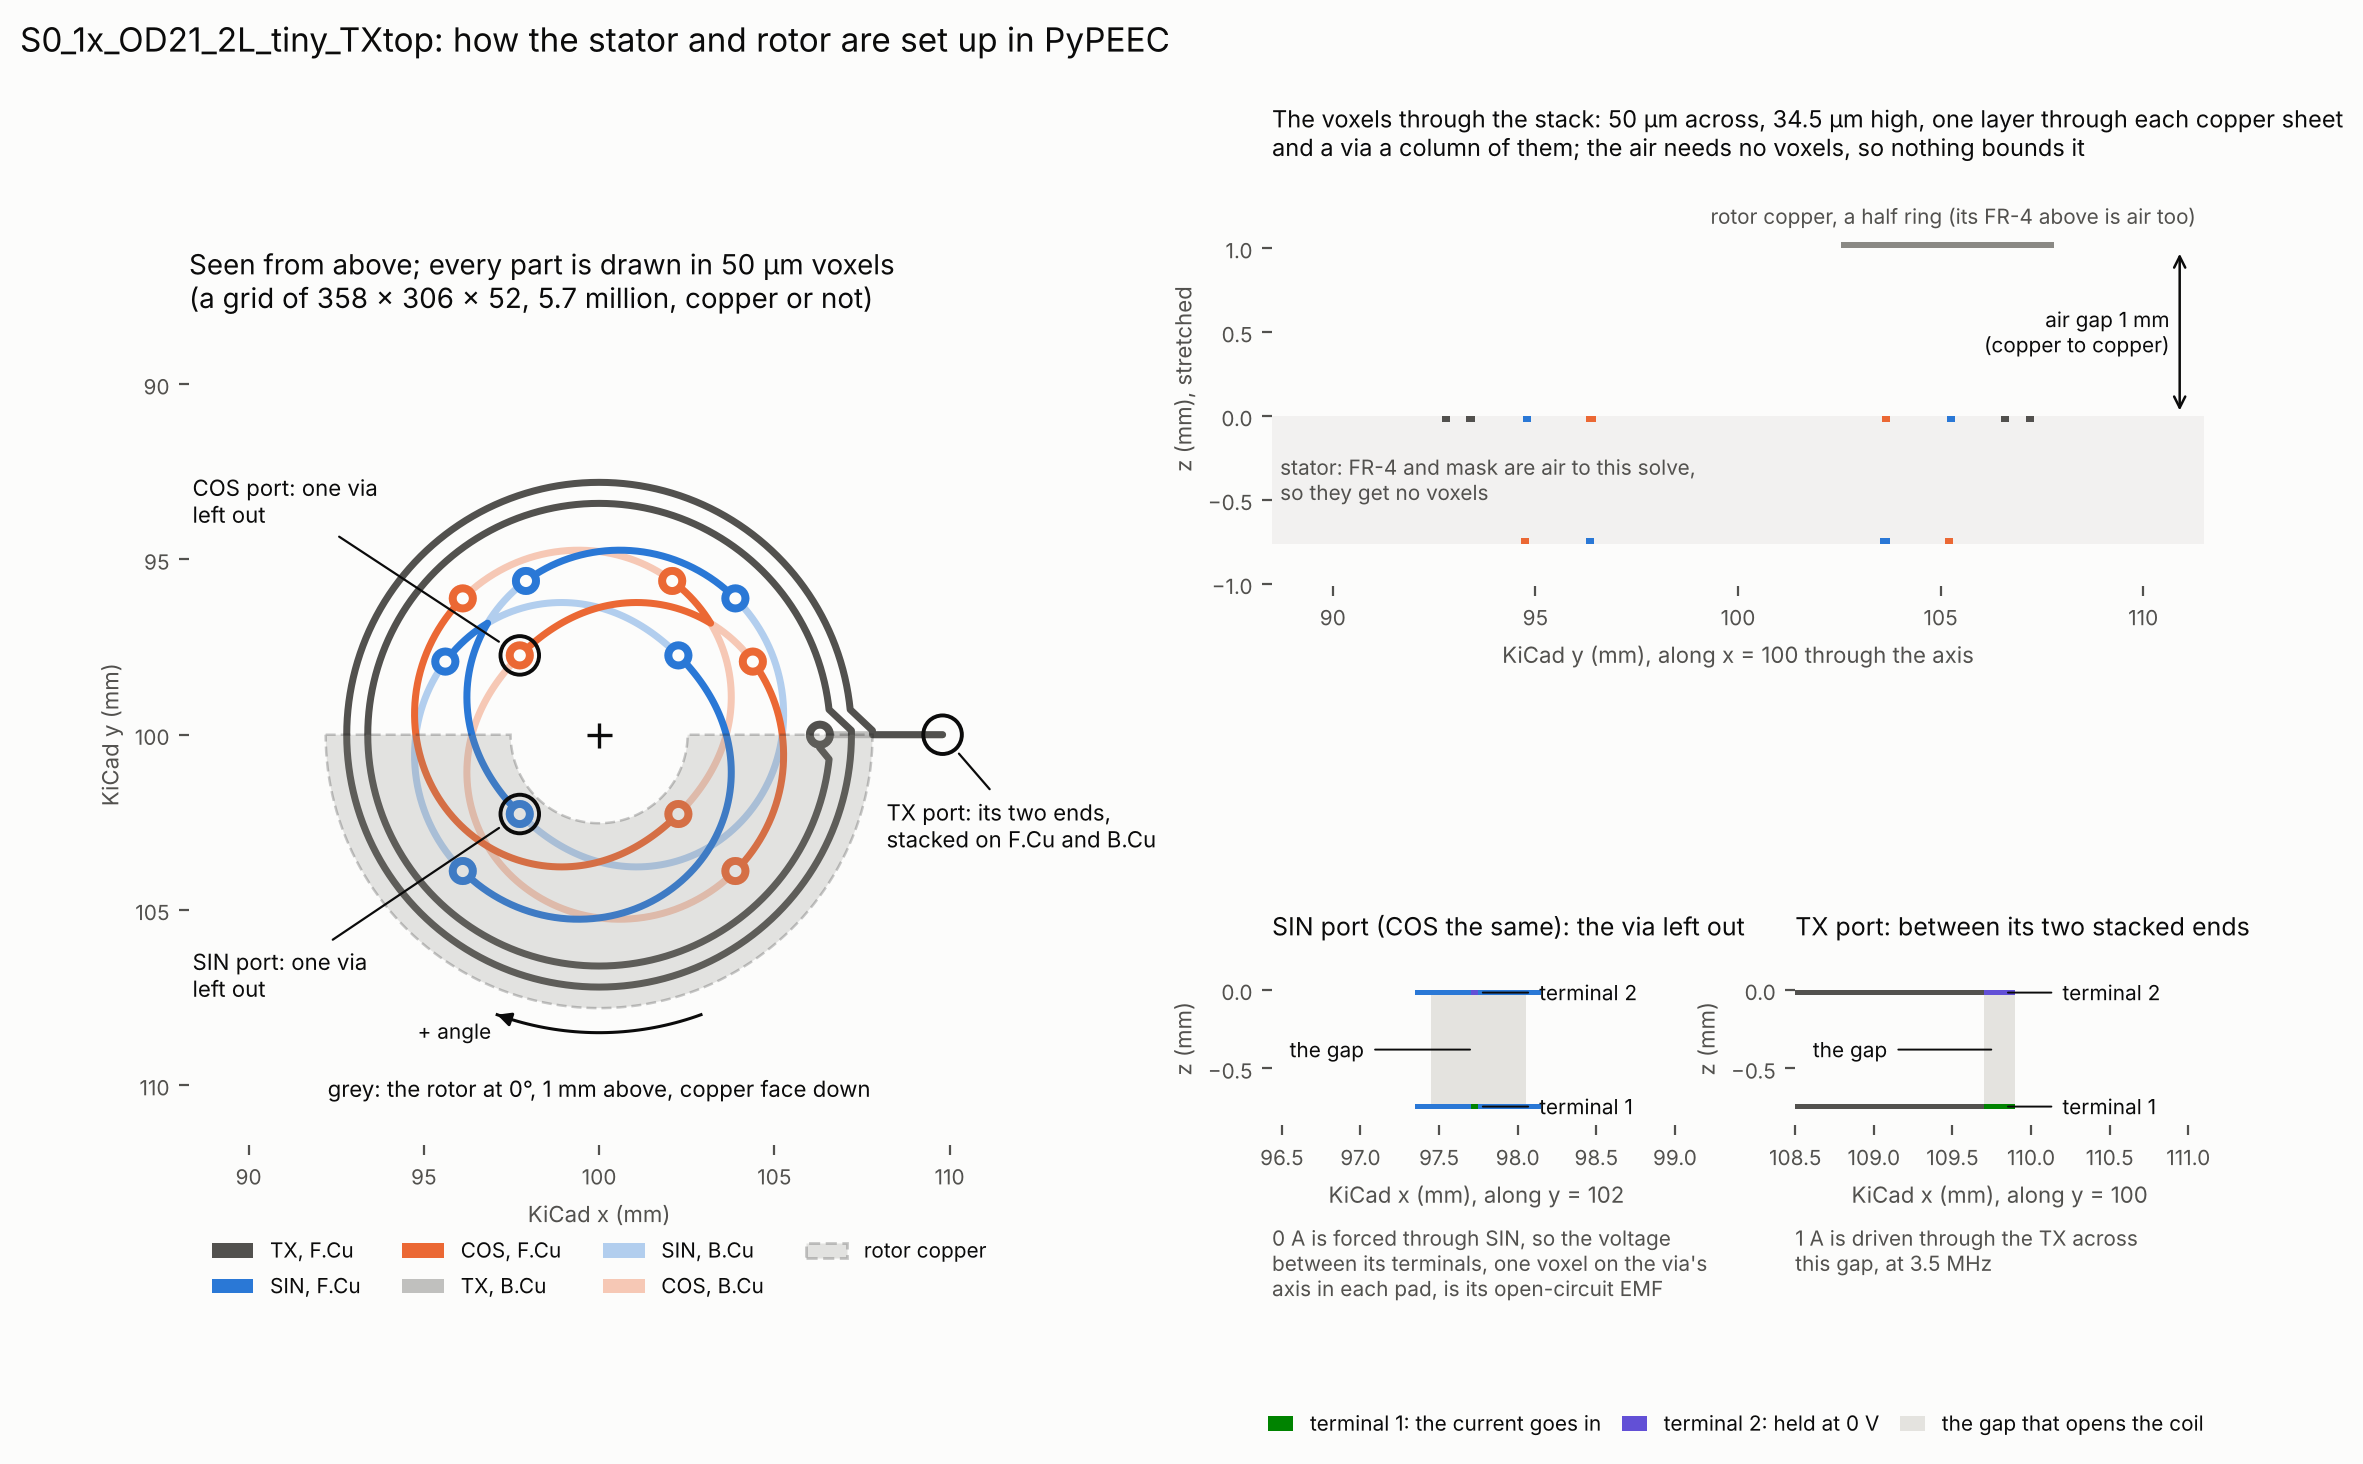 S0_1x_OD21_2L_tiny_TXtop: how the stator and rotor are set up in PyPEEC
Seen from above; every part is drawn in 50 µm voxels
(a grid of 358 × 306 × 52, 5.7 million, copper or not)
90
95
100
105
110
KiCad y (mm)
COS port: one via
left out
SIN port: one via
left out
TX port: its two ends,
stacked on F.Cu and B.Cu
+ angle
grey: the rotor at 0°, 1 mm above, copper face down
90
95
100
105
110
KiCad x (mm)
TX, F.Cu
COS, F.Cu
SIN, B.Cu
rotor copper
SIN, F.Cu
TX, B.Cu
COS, B.Cu
The voxels through the stack: 50 µm across, 34.5 µm high, one layer through each copper sheet
and a via a column of them; the air needs no voxels, so nothing bounds it
rotor copper, a half ring (its FR-4 above is air too)
1.0
0.5
0.0
−0.5
−1.0
z (mm), stretched
air gap 1 mm
(copper to copper)
stator: FR-4 and mask are air to this solve,
so they get no voxels
90
95
100
105
110
KiCad y (mm), along x = 100 through the axis
SIN port (COS the same): the via left out
0.0
−0.5
z (mm)
terminal 2
the gap
terminal 1
96.5
97.0
97.5
98.0
98.5
99.0
KiCad x (mm), along y = 102
0 A is forced through SIN, so the voltage
between its terminals, one voxel on the via's
axis in each pad, is its open-circuit EMF
TX port: between its two stacked ends
0.0
−0.5
z (mm)
terminal 2
the gap
terminal 1
108.5
109.0
109.5
110.0
110.5
111.0
KiCad x (mm), along y = 100
1 A is driven through the TX across
this gap, at 3.5 MHz
terminal 1: the current goes in
terminal 2: held at 0 V
the gap that opens the coil